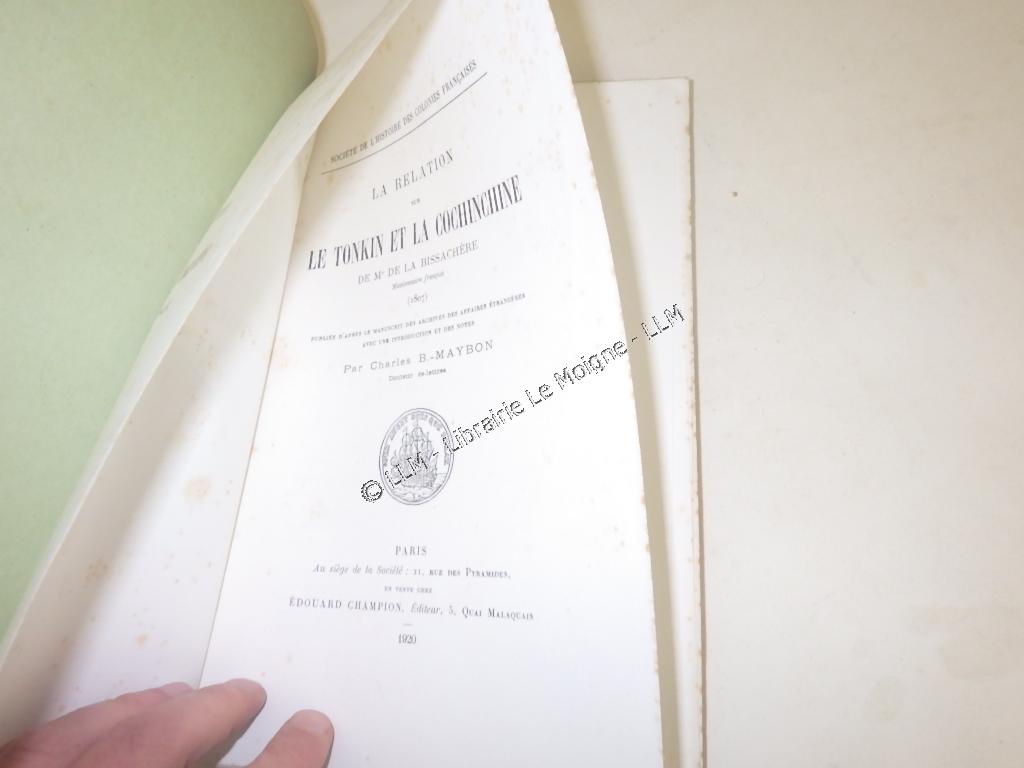 SOCIÉTÉ DE L'HISTOIRE DES COLONIES FRANÇAISES
LA RELATION
SUR
LE TONKIN ET LA COCHINCHINE
DE Mr DE LA BISSACHÈRE
Missionnaire français
(1807)
PUBLIÉE D'APRÈS LE MANUSCRIT DES ARCHIVES DES AFFAIRES ÉTRANGÈRES
AVEC UNE INTRODUCTION ET DES NOTES
Par Charles B.-MAYBON
Docteur ès-lettres
© LLM - Librairie Le Moigne - LLM
PARIS
Au siège de la Société : 11, RUE DES PYRAMIDES,
EN VENTE CHEZ
ÉDOUARD CHAMPION, Éditeur, 5, QUAI MALAQUAIS
1920